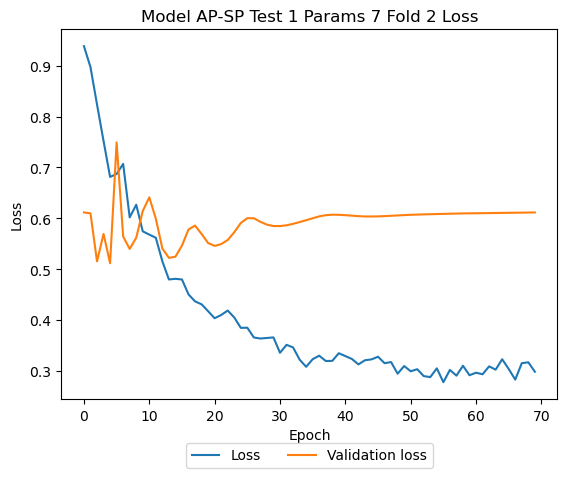 Model AP-SP Test 1 Params 7 Fold 2 Loss
Loss
0.9
0.8
0.7
0.6
0.5
0.4
0.3
0 10 20 30 40 50 60 70
Epoch
Loss Validation loss